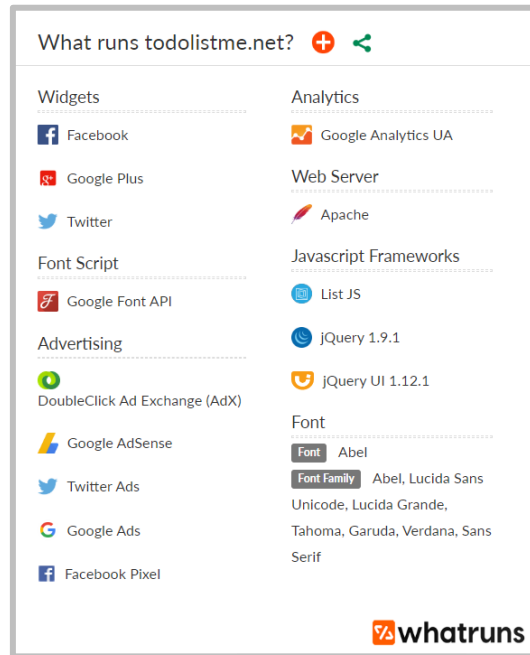 What runs todolistme.net?
Widgets
Facebook
Google Plus
Twitter
Font Script
Google Font API
Advertising
DoubleClick Ad Exchange (AdX)
Google AdSense
Twitter Ads
Google Ads
Facebook Pixel
Analytics
Google Analytics UA
Web Server
Apache
Javascript Frameworks
List JS
jQuery 1.9.1
jQuery UI 1.12.1
Font
Font Abel
Font Family Abel, Lucida Sans
Unicode, Lucida Grande,
Tahoma, Garuda, Verdana, Sans
Serif
whatruns